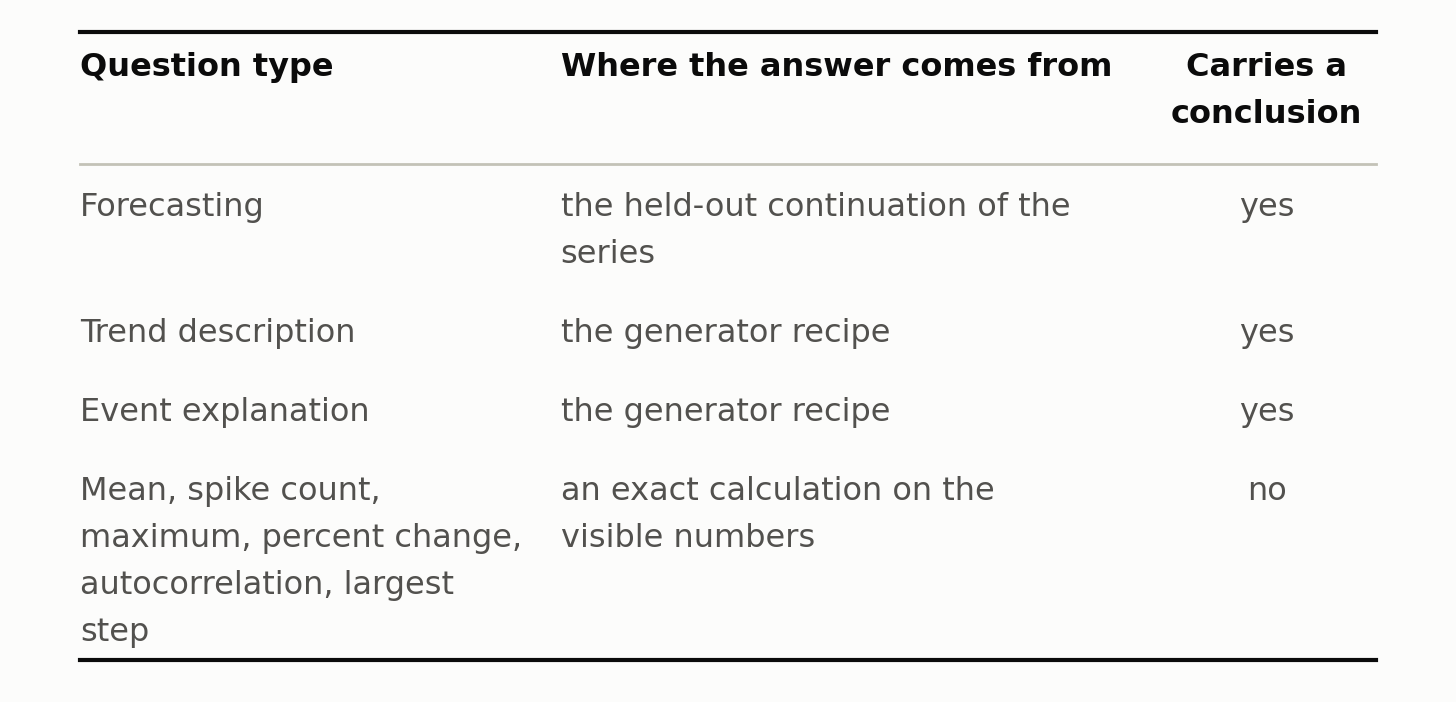 Question type
Where the answer comes from
Carries a
conclusion
Forecasting
the held-out continuation of the
series
yes
Trend description
the generator recipe
yes
Event explanation
the generator recipe
yes
Mean, spike count,
maximum, percent change,
autocorrelation, largest
step
an exact calculation on the
visible numbers
no